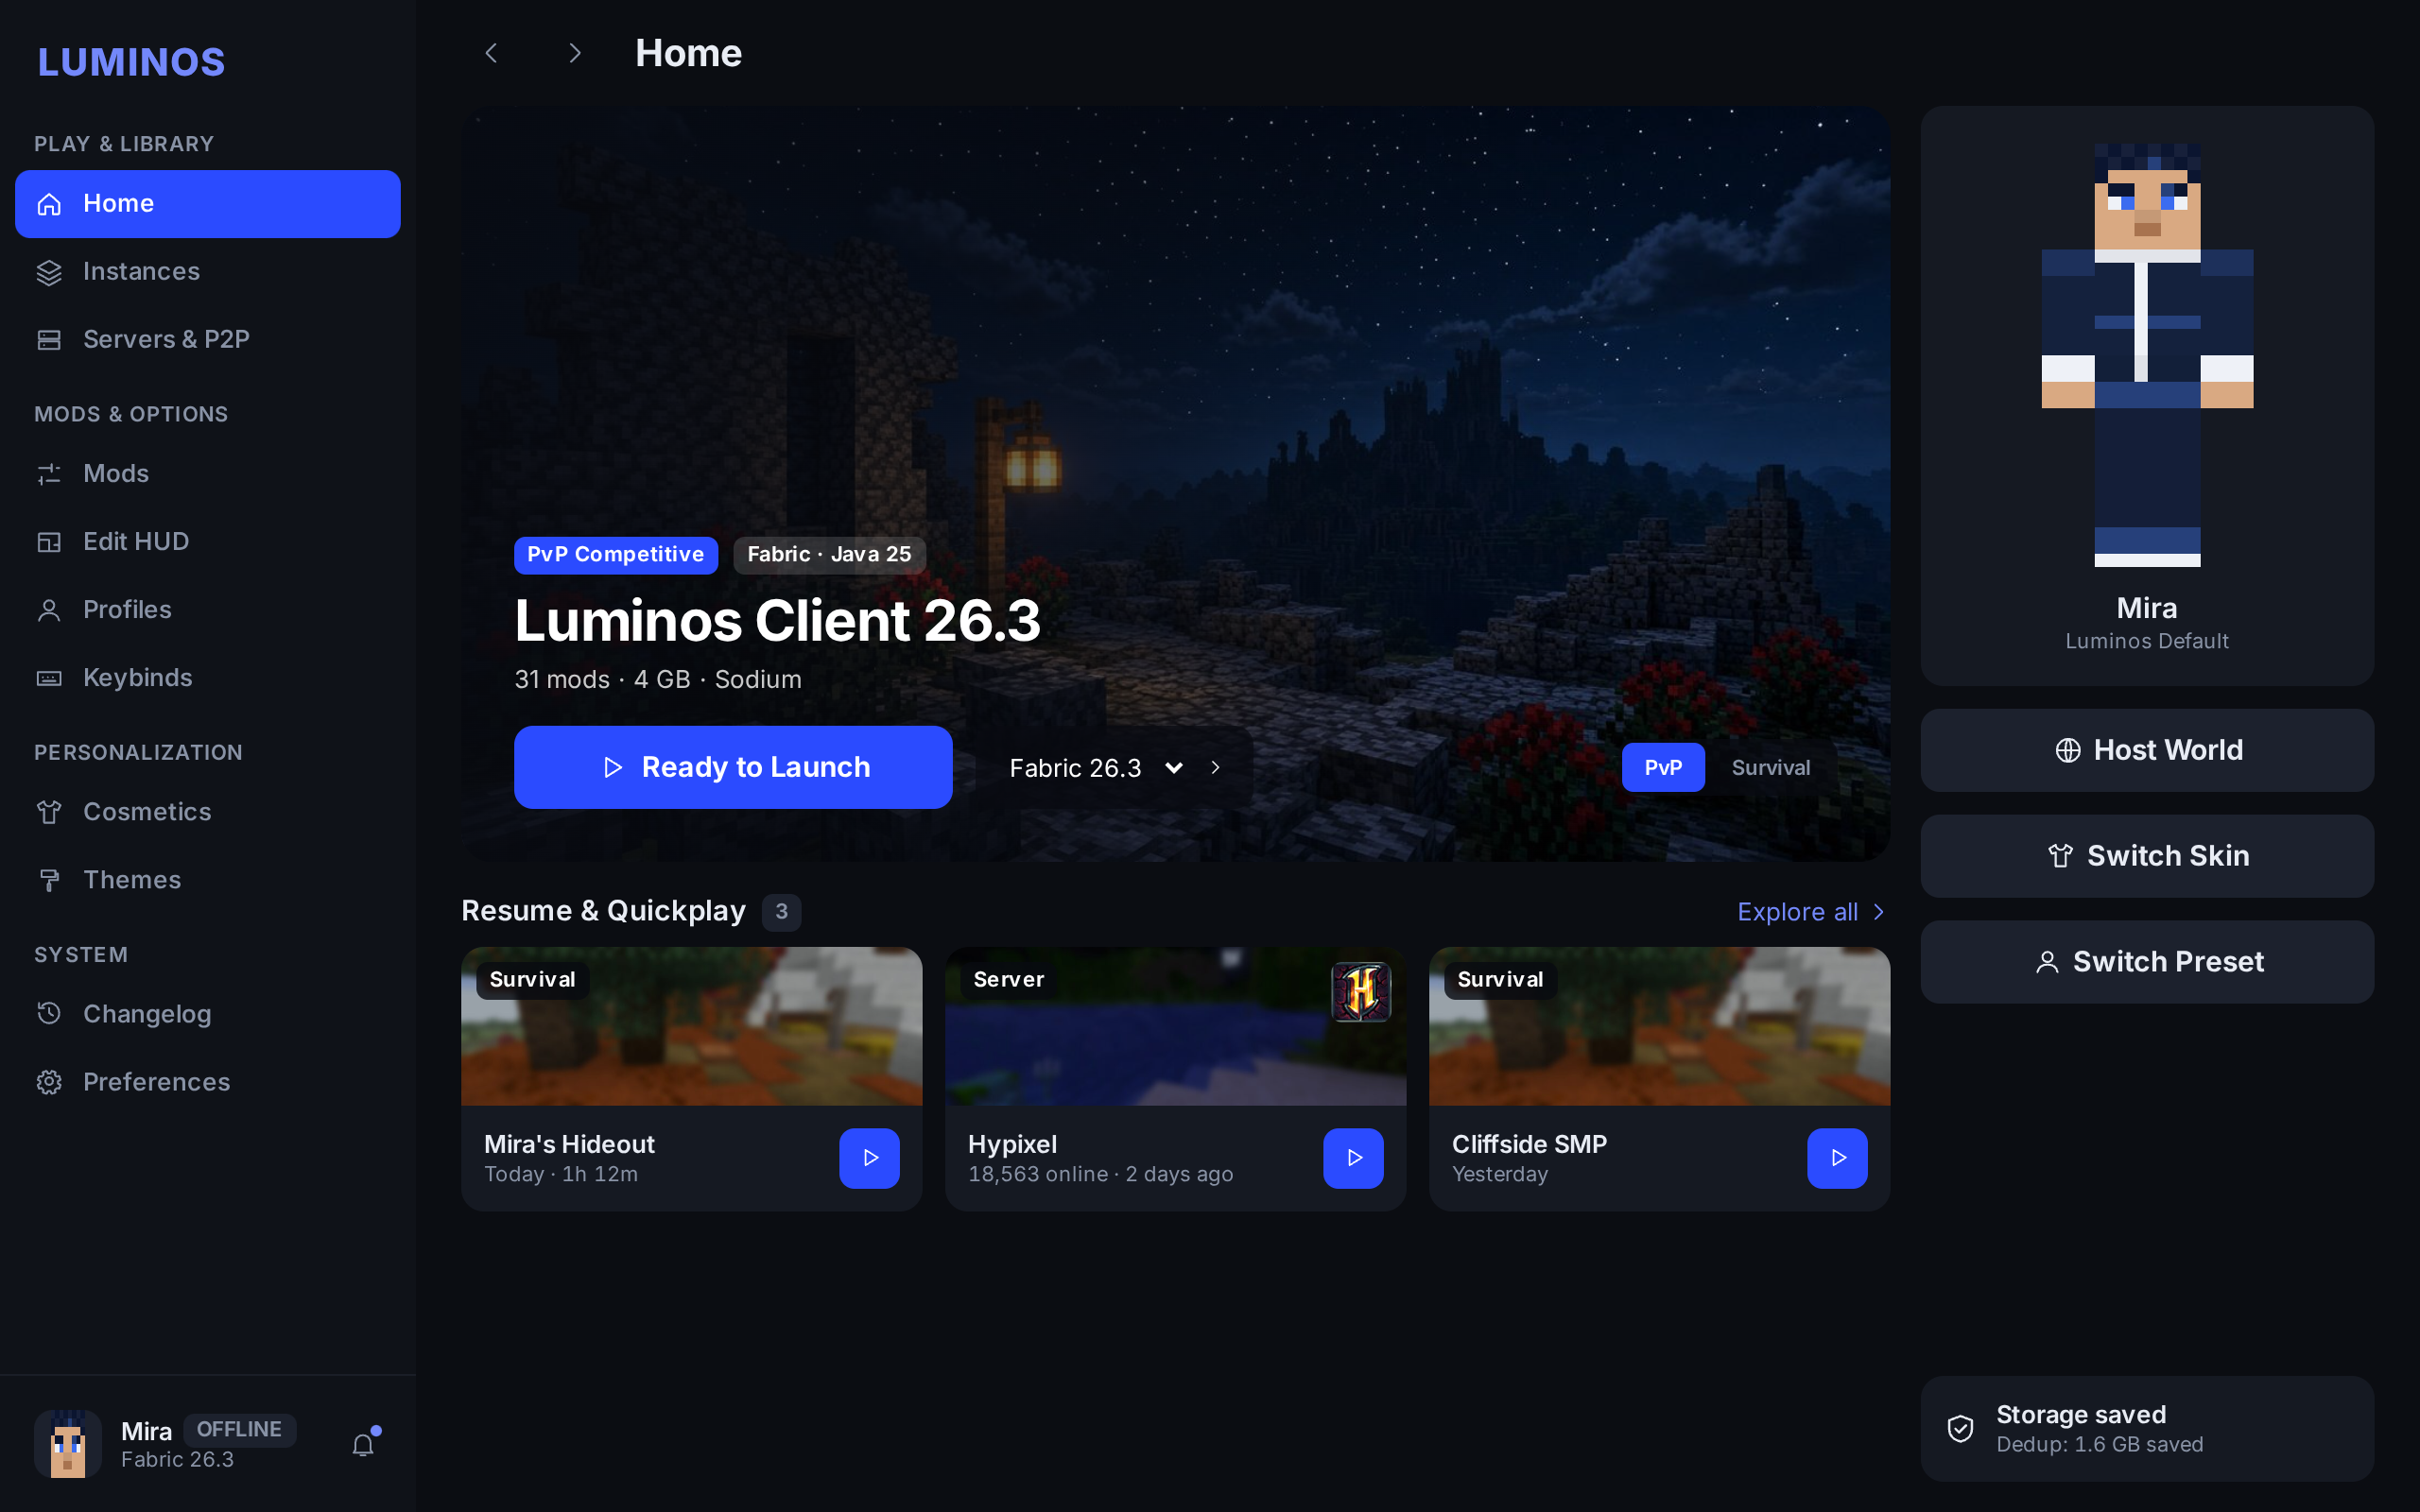 LUMINOS
PLAY & LIBRARY
Home
Instances
Servers & P2P
MODS & OPTIONS
Mods
Edit HUD
Profiles
Keybinds
PERSONALIZATION
Cosmetics
Themes
SYSTEM
Changelog
Preferences
Mira OFFLINE
Fabric 26.3
Home
PvP Competitive Fabric · Java 25
Luminos Client 26.3
31 mods · 4 GB · Sodium
Ready to Launch Fabric 26.3 PvP Survival
Resume & Quickplay 3 Explore all
Survival
Mira's Hideout
Today · 1h 12m
Server
H
Hypixel
18,563 online · 2 days ago
Survival
Cliffside SMP
Yesterday
Mira
Luminos Default
Host World
Switch Skin
Switch Preset
Storage saved
Dedup: 1.6 GB saved